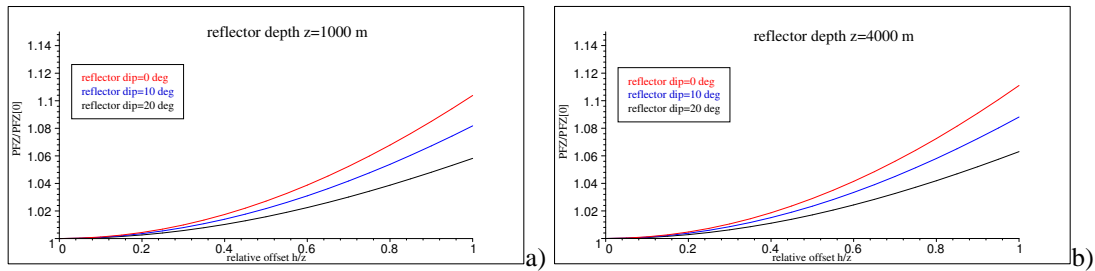 reflector depth z=1000 m
1.14
1.12
1.1
1.08
1.06
1.04
1.02
1
PFZ/PFZ[0]
reflector dip=0 deg
reflector dip=10 deg
reflector dip=20 deg
0
0.2
0.4
0.6
0.8
1
relative offset h/z
a)
reflector depth z=4000 m
1.14
1.12
1.1
1.08
1.06
1.04
1.02
1
PFZ/PFZ[0]
reflector dip=0 deg
reflector dip=10 deg
reflector dip=20 deg
0
0.2
0.4
0.6
0.8
1
relative offset h/z
b)